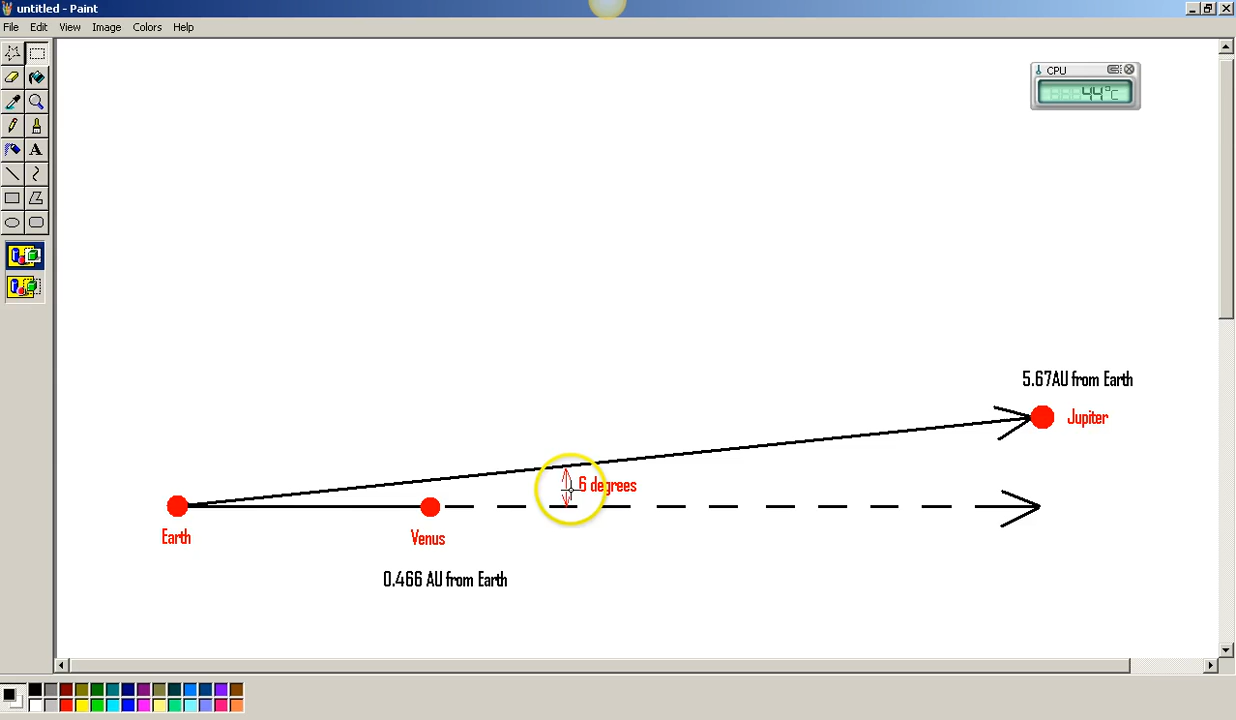 untitled - Paint
File Edit View Image Colors Help
CPU
44°C
A
5.67AU from Earth
Jupiter
6 degrees
Earth
Venus
0.466 AU from Earth